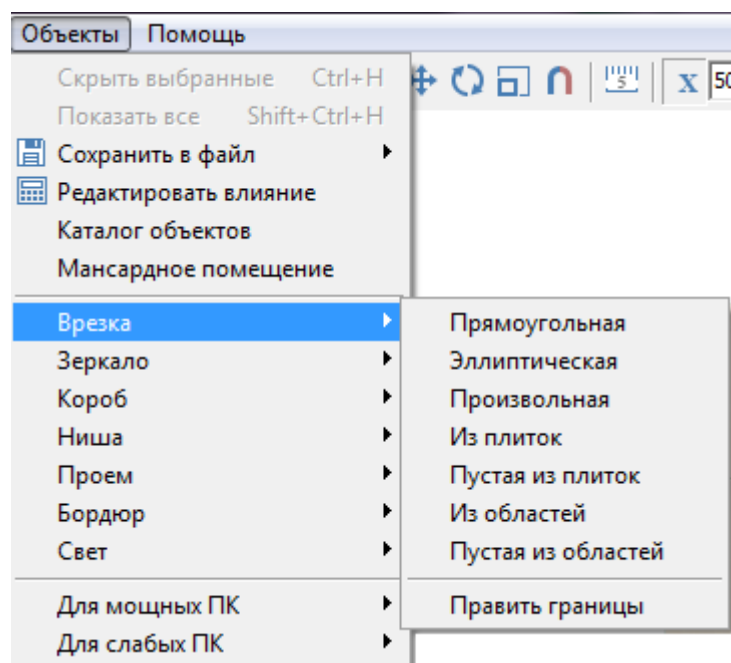 Объекты Помощь
Скрыть выбранные Ctrl+H
Показать все Shift+Ctrl+H
5 X 50
Сохранить в файл
Редактировать влияние
Каталог объектов
Мансардное помещение
Врезка
Зеркало
Короб
Ниша
Проем
Бордюр
Свет
Для мощных ПК
Для слабых ПК
Прямоугольная
Эллиптическая
Произвольная
Из плиток
Пустая из плиток
Из областей
Пустая из областей
Править границы